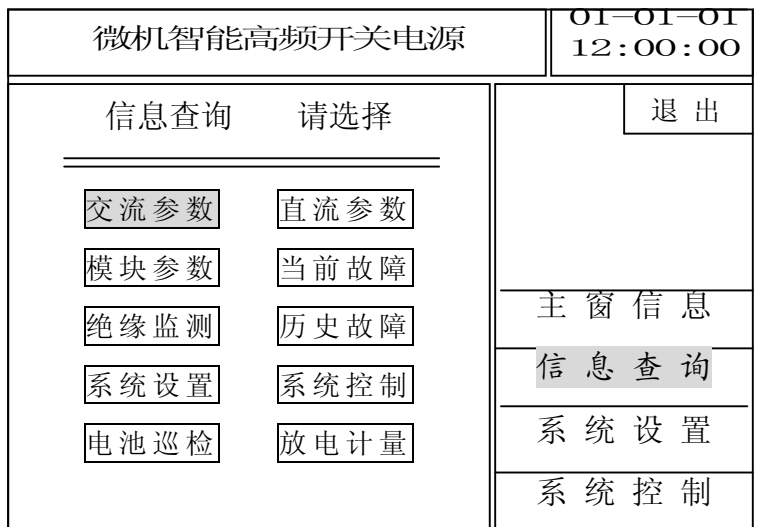 微机智能高频开关电源
01-01-01
12:00:00
信息查询 请选择
退出
交流参数 直流参数
模块参数 当前故障
绝缘监测 历史故障
系统设置 系统控制
电池巡检 放电计量
主窗信息
信息查询
系统设置
系统控制